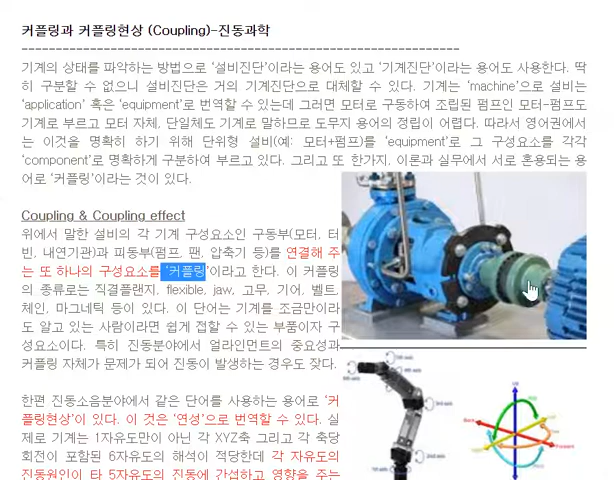 커플링과 커플링현상 (Coupling)-진동과학
기계의 상태를 파악하는 방법으로 '설비진단'이라는 용어도 있고 '기계진단'이라는 용어도 사용한다. 딱
히 구분할 수 없으니 설비진단은 거의 기계진단으로 대체할 수 있다. 기계는 'machine'으로 설비는
'application' 혹은 'equipment'로 번역할 수 있는데 그러면 모터로 구동하여 조립된 펌프인 모터-펌프도
기계로 부르고 모터 자체, 단일체도 기계로 말하므로 도무지 용어의 정립이 어렵다. 따라서 영어권에서
는 이것을 명확히 하기 위해 단위형 설비(예: 모터+펌프)를 'equipment'로 그 구성요소를 각각
'component'로 명확하게 구분하여 부르고 있다. 그리고 또 한가지, 이론과 실무에서 서로 혼용되는 용
어로 '커플링'이라는 것이 있다.
Coupling & Coupling effect
위에서 말한 설비의 각 기계 구성요소인 구동부(모터, 터
빈, 내연기관)과 피동부(펌프, 팬, 압축기 등)를 연결해 주
는 또 하나의 구성요소를 '커플링'이라고 한다. 이 커플링
의 종류로는 직결플랜지, flexible, jaw, 고무, 기어, 벨트,
체인, 마그네틱 등이 있다. 이 단어는 기계를 조금만이라
도 알고 있는 사람이라면 쉽게 접할 수 있는 부품이자 구
성요소이다. 특히 진동분야에서 얼라인먼트의 중요성과
커플링 자체가 문제가 되어 진동이 발생하는 경우도 잦다.
한편 진동소음분야에서 같은 단어를 사용하는 용어로 '커
플링현상'이 있다. 이 것은 '연성'으로 번역할 수 있다. 실
제로 기계는 1자유도만이 아닌 각 XYZ축 그리고 각 축당
회전이 포함된 6자유도의 해석이 적당한데 각 자유도의
진동원인이 타 5자유도의 진동에 간섭하고 영향을 주는